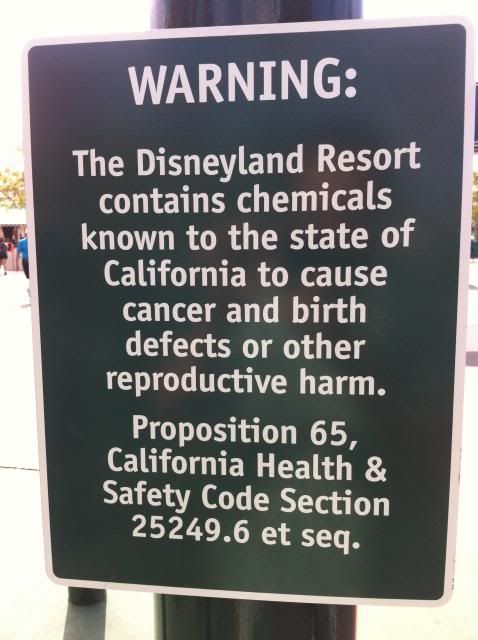 WARNING:
The Disneyland Resort
contains chemicals
known to the state of
California to cause
cancer and birth
defects or other
reproductive harm.
Proposition 65,
California Health &
Safety Code Section
25249.6 et seq.